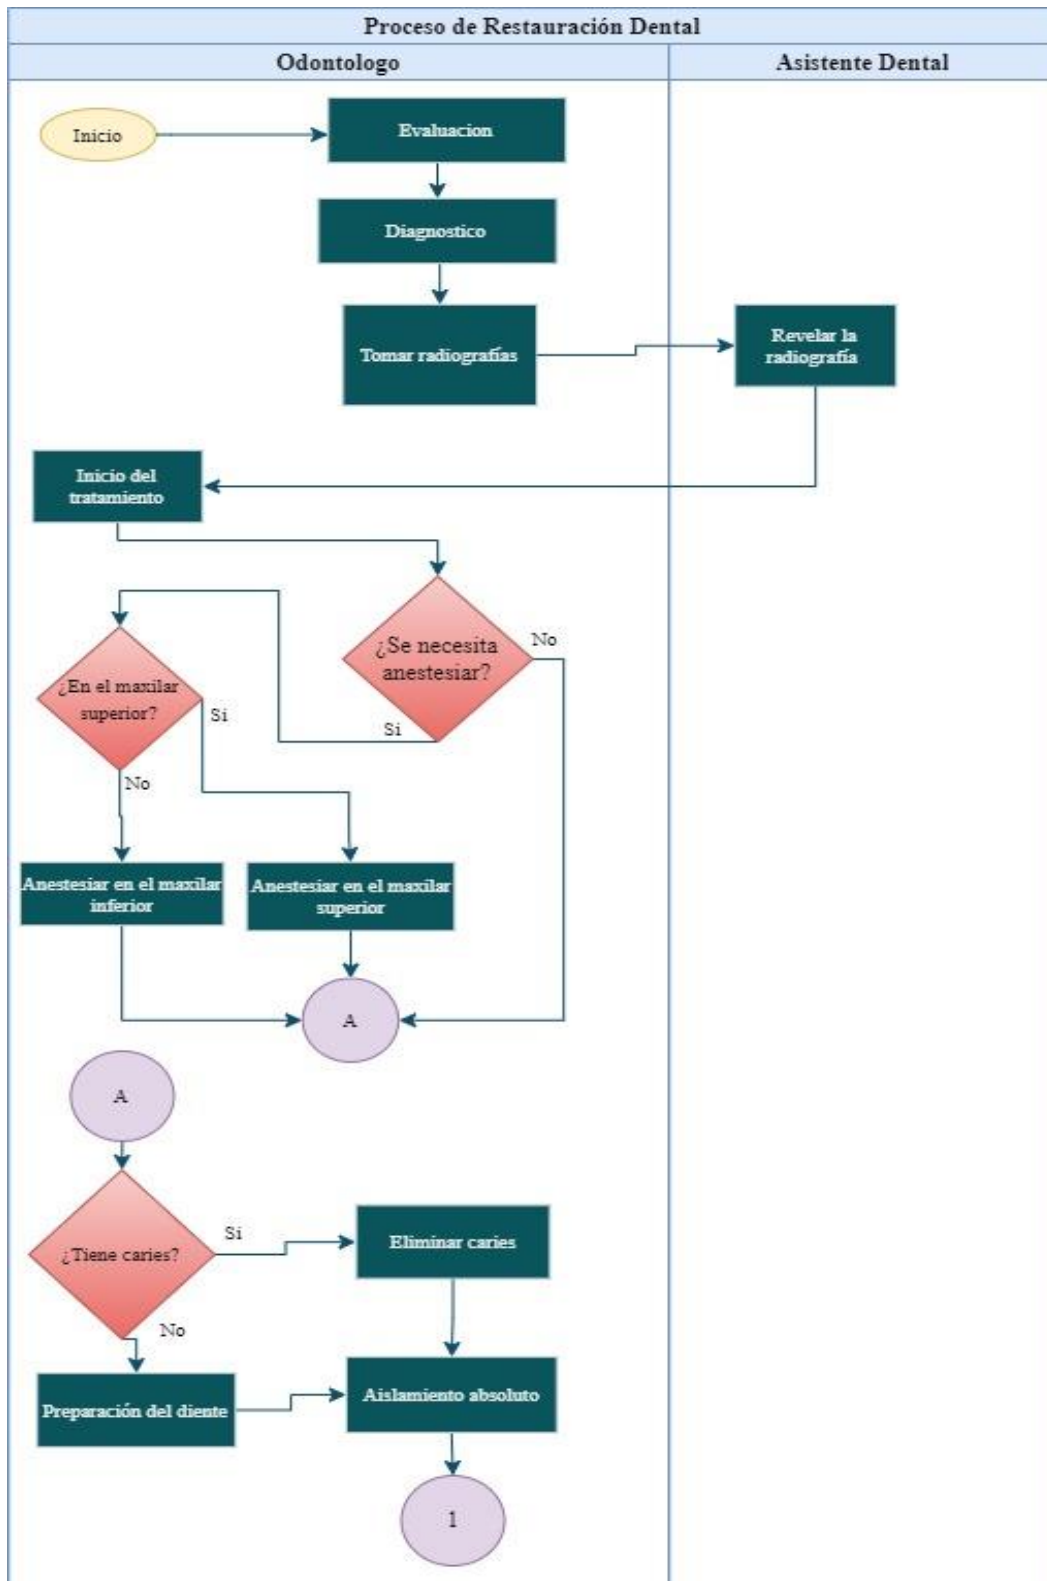 Proceso de Restauración Dental
Odontologo
Asistente Dental
Inicio
Evaluacion
Diagnostico
Tomar radiografías
Revelar la
radiografía
Inicio del
tratamiento
¿Se necesita
anestesiar?
No
Si
¿En el maxilar
superior?
Si
No
Anestesiar en el maxilar
inferior
Anestesiar en el maxilar
superior
A
A
¿Tiene caries?
Si
Eliminar caries
No
Preparación del diente
Aislamiento absoluto
1